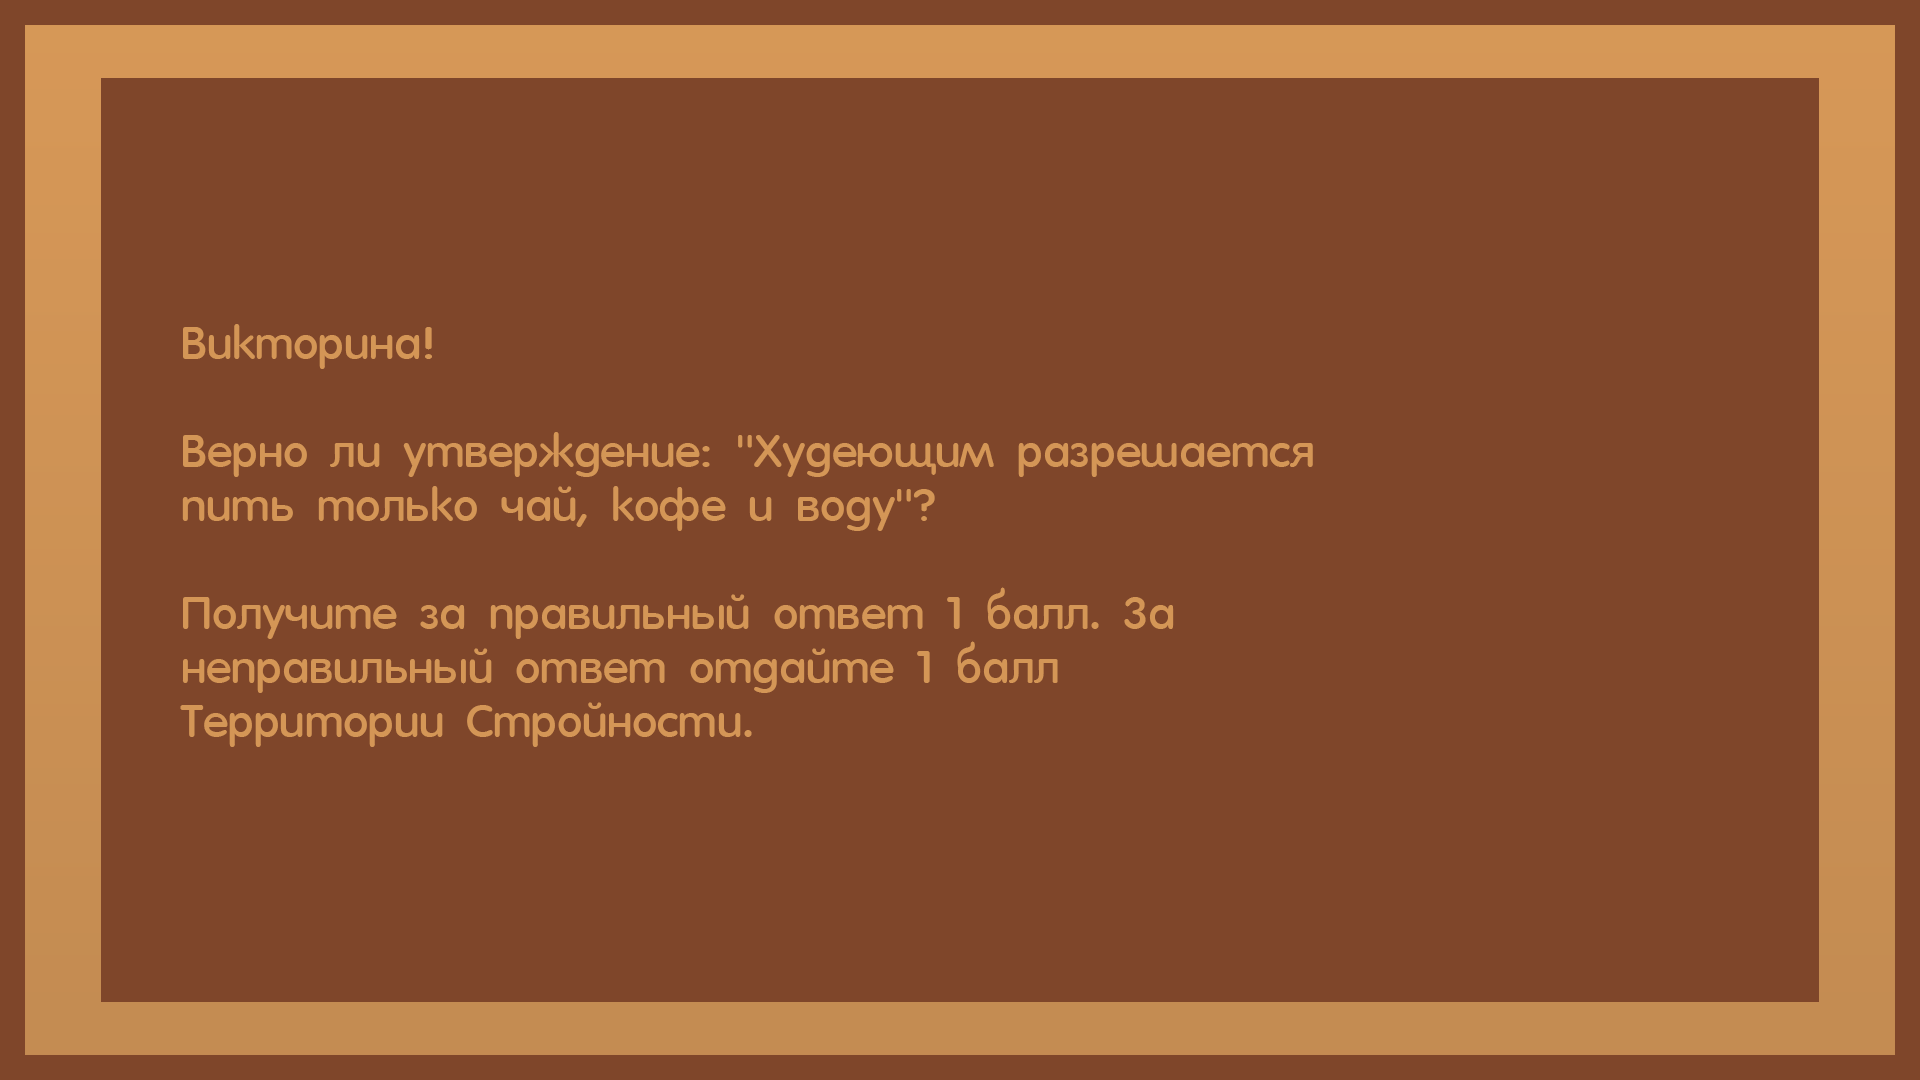 Викторина!
Верно ли утверждение: "Худеющим разрешается
пить только чай, кофе и воду"?
Получите за правильный ответ 1 балл. За
неправильный ответ отдайте 1 балл
Территории Стройности.